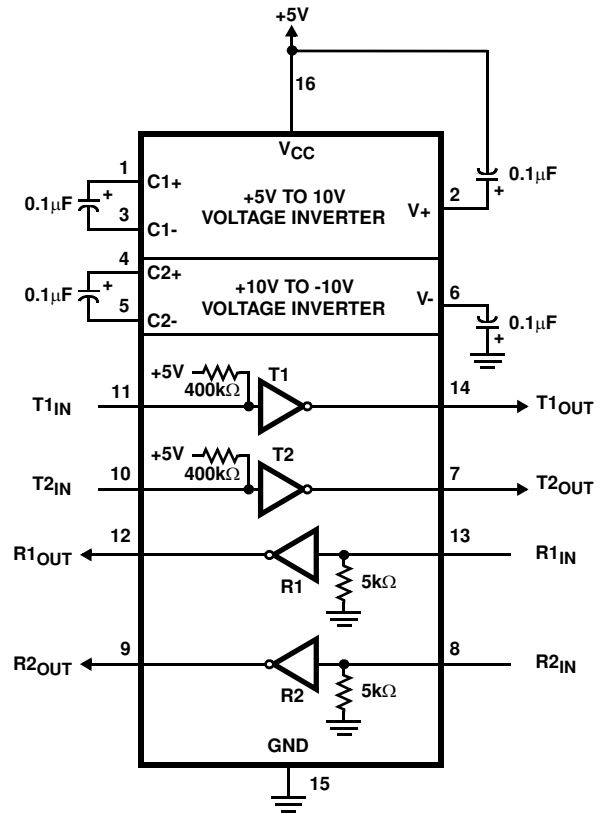 +5V
16
VCC
1
C1+
0.1μF
+
3
C1-
+5V TO 10V
VOLTAGE INVERTER
V+
2
0.1μF
+
4
C2+
0.1μF
+
5
C2-
+10V TO -10V
VOLTAGE INVERTER
V-
6
0.1μF
+
+5V
400kΩ
T1
T1IN
11
14
T1OUT
+5V
400kΩ
T2
T2IN
10
7
T2OUT
R1OUT
12
R1
5kΩ
13
R1IN
R2OUT
9
R2
5kΩ
8
R2IN
GND
15